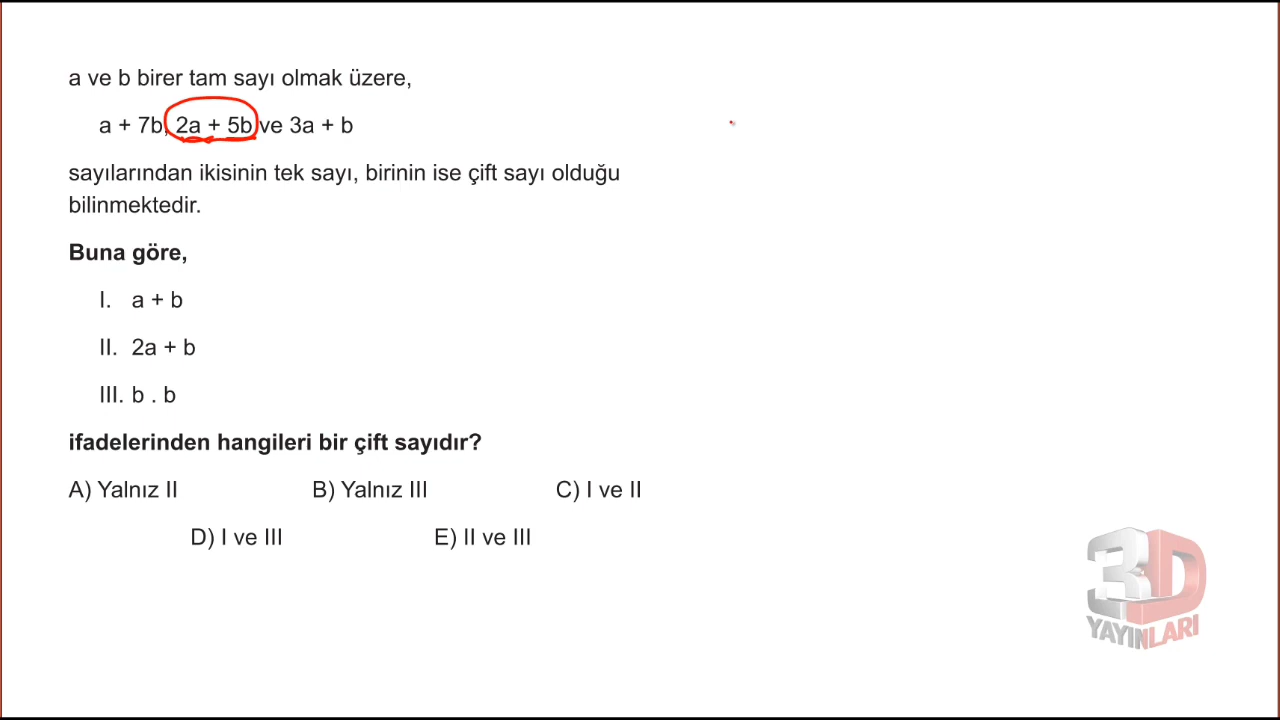 a ve b birer tam sayı olmak üzere,
a + 7b, 2a + 5b ve 3a + b
sayılarından ikisinin tek sayı, birinin ise çift sayı olduğu
bilinmektedir.
Buna göre,
I. a + b
II. 2a + b
III. b . b
ifadelerinden hangileri bir çift sayıdır?
A) Yalnız II B) Yalnız III C) I ve II
D) I ve III E) II ve III
3D
YAYINLARI